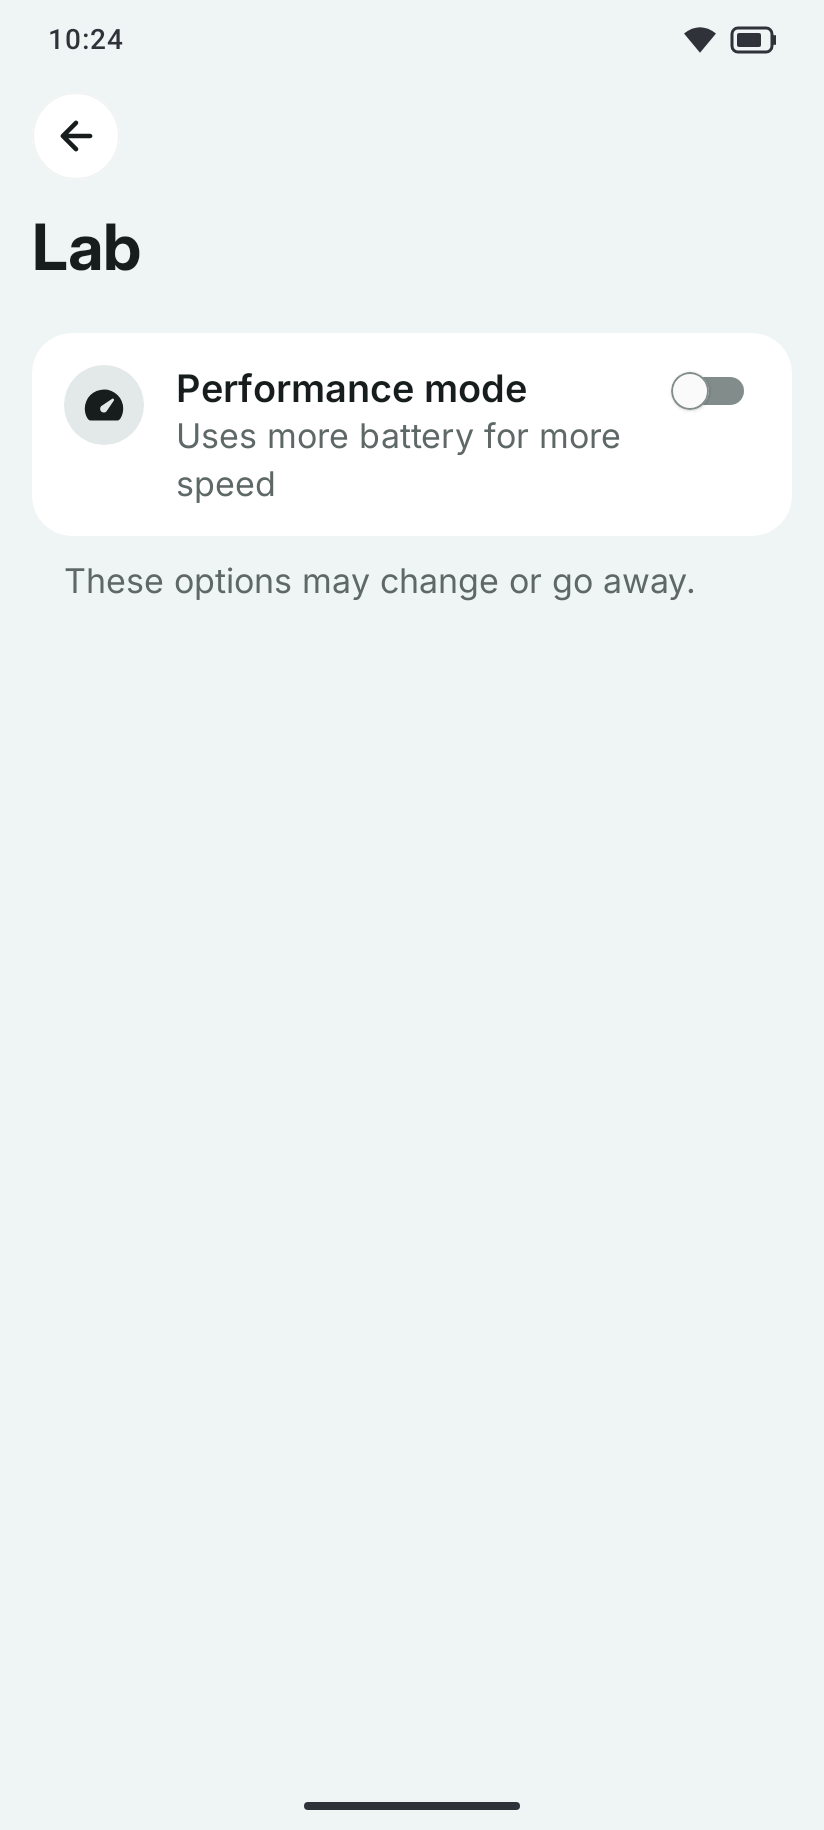 10:24
Lab
Performance mode
Uses more battery for more
speed
These options may change or go away.